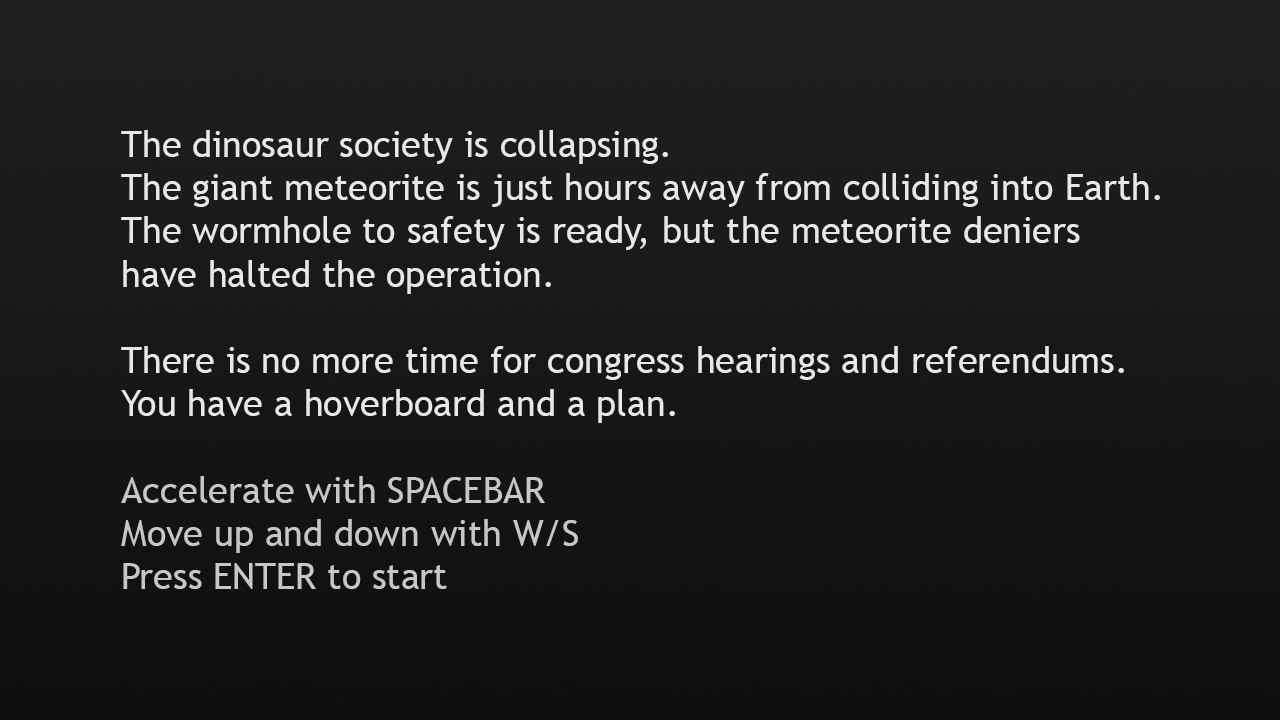 The dinosaur society is collapsing.
The giant meteorite is just hours away from colliding into Earth.
The wormhole to safety is ready, but the meteorite deniers
have halted the operation.
There is no more time for congress hearings and referendums.
You have a hoverboard and a plan.
Accelerate with SPACEBAR
Move up and down with W/S
Press ENTER to start